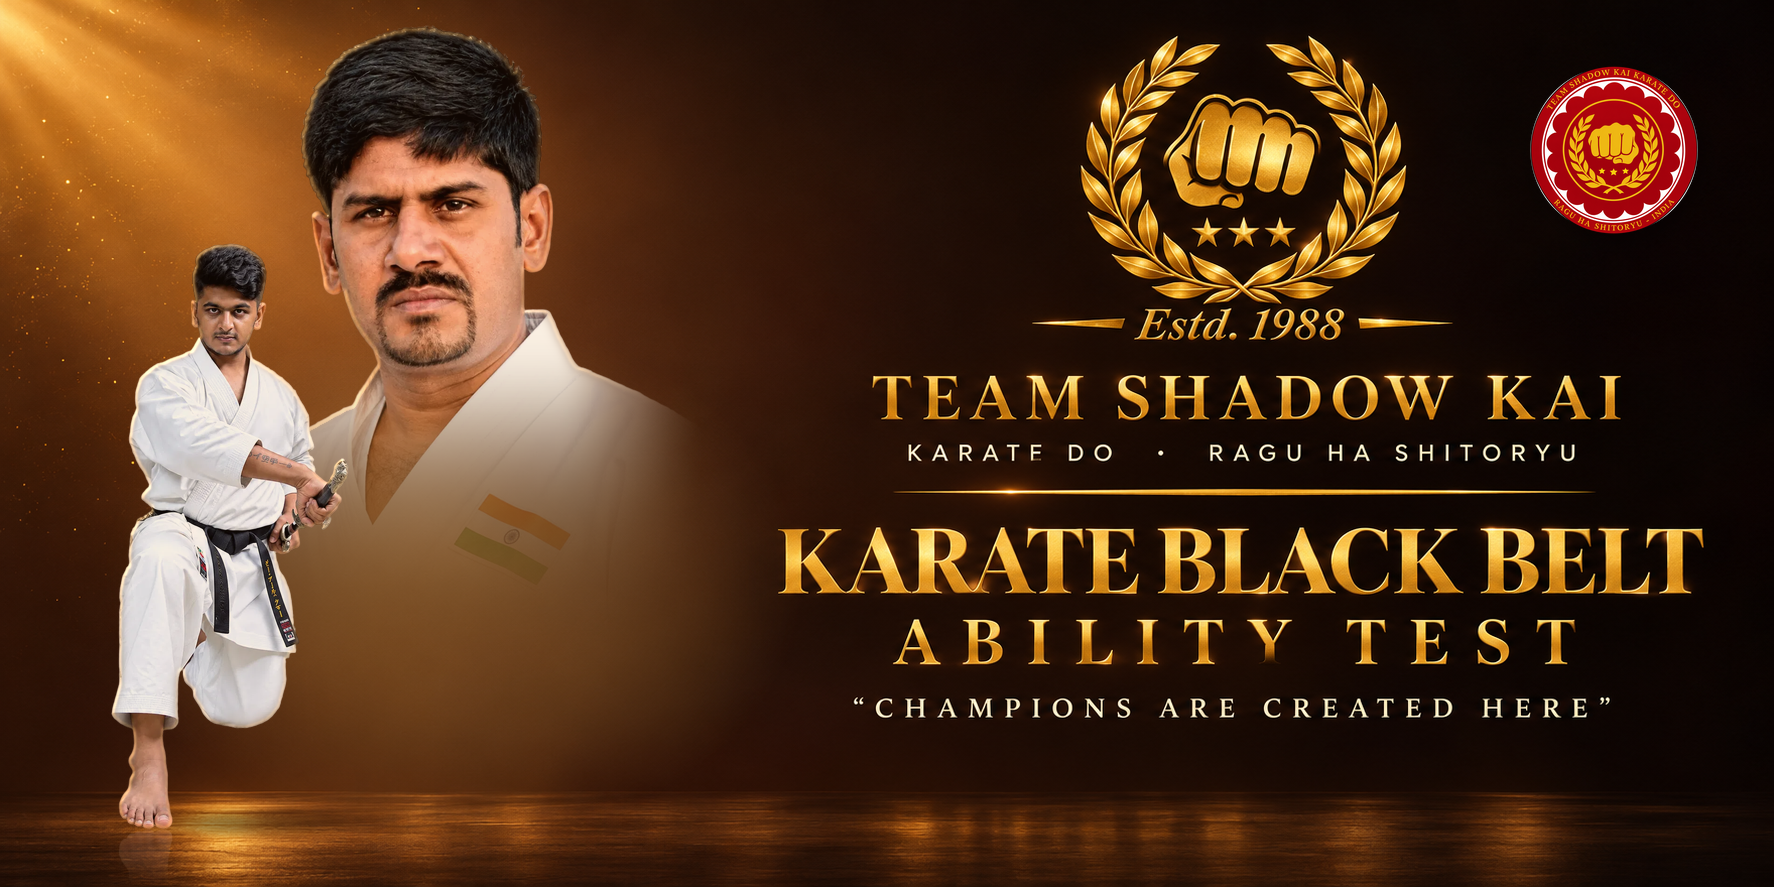 Estd. 1988
TEAM SHADOW KAI
KARATE DO • RAGU HA SHITORYU
KARATE BLACK BELT
ABILITY TEST
“CHAMPIONS ARE CREATED HERE”
TEAM SHADOW KAI KARATE DO
RAGU HA SHITORYU - INDIA